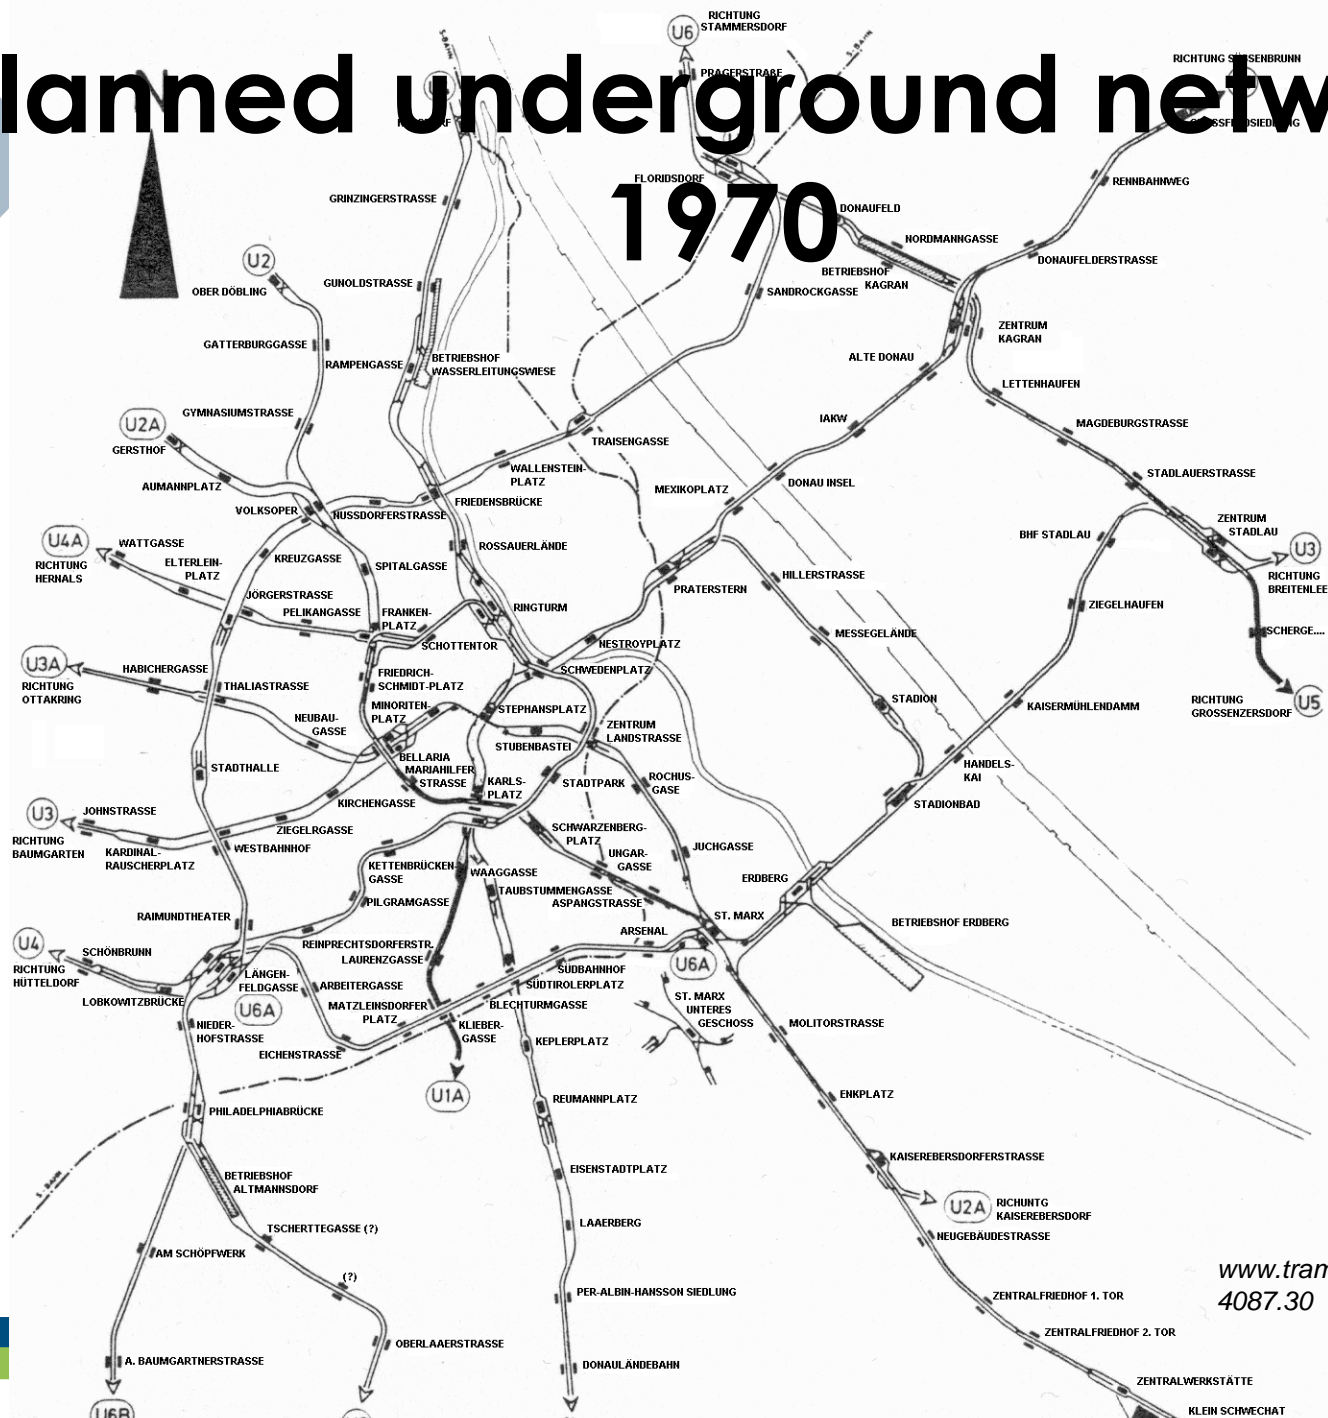 lanned underground netw
1970
U6
RICHTUNG
STAMMERSDORF
PRAGERSTRAßE
S-BAHN
S-BAHN
FLORIDSDORF
RENNBAHNWEG
DONAUFELD
NORDMANNGASSE
DONAUFELDERSTRASSE
BETRIEBSHOF
KAGRAN
SANDROCKGASSE
ZENTRUM
KAGRAN
ALTE DONAU
LETTENHAUFEN
MAGDEBURGSTRASSE
IAKW
STADLAUERSTRASSE
DONAU INSEL
MEXIKOPLATZ
GRINZINGERSTRASSE
U2
OBER DÖBLING
GUNOLDSTRASSE
GATTERBURGGASSE
RAMPENGASSE
BETRIEBSHOF
WASSERLEITUNGSWIESE
GYMNASIUMSTRASSE
U2A
GERSTHOF
AUMANNPLATZ
TRAISENGASSE
WALLENSTEIN-
PLATZ
FRIEDENSBRÜCKE
VOLKSOPER
NUSSDORFERSTRASSE
ROSSAUERLÄNDE
U4A
RICHTUNG
HERNALS
WATTGASSE
ELTERLEIN-
PLATZ
KREUZGASSE
SPITALGASSE
JÖRGERSTRASSE
PELIKANGASSE
FRANKEN-
PLATZ
RINGTURM
SCHOTTENTOR
PRATERSTERN
HILLERSTRASSE
MESSEGELÄNDE
NESTROYPLATZ
SCHWEDENPLATZ
BHF STADLAU
ZENTRUM
STADLAU
U3
RICHTUNG
BREITENLEE
ZIEGELHAUFEN
SCHERGE....
U5
RICHTUNG
GROSSENZERSDORF
STADION
KAISERMÜHLENDAMM
HANDELS-
KAI
STADIONBAD
U3A
RICHTUNG
OTTAKRING
HABICHERGASSE
THALIASTRASSE
FRIEDRICH-
SCHMIDT-PLATZ
MINORITEN-
PLATZ
NEUBAU-
GASSE
STEPHANSPLATZ
STUBENBASTEI
ZENTRUM
LANDSTRASSE
BELLARIA
MARIAHILFER
STRASSE
STADTHALLE
KARLS-
PLATZ
STADTPARK
ROCHUS-
GASE
KIRCHENGASSE
U3
RICHTUNG
BAUMGARTEN
JOHNSTRASSE
KARDINAL-
RAUSCHERPLATZ
ZIEGELRGASSE
WESTBAHNHOF
SCHWARZENBERG-
PLATZ
UNGAR-
GASSE
JUCHGASSE
KETTENBRÜCKEN-
GASSE
WAAGGASSE
TAUBSTUMMENGASSE
ASPANGSTRASSE
PILGRAMGASSE
ERDBERG
ST. MARX
BETRIEBSHOF ERDBERG
RAIMUNDTHEATER
ARSENAL
U6A
U4
RICHTUNG
HÜTTELDORF
SCHÖNBRUNN
LOBKOWITZBRÜCKE
REINPRECHTSDORFERSTR.
LAURENZGASSE
LÄNGEN-
FELDGASSE
ARBEITERGASSE
SÜDBAHNHOF
SÜDTIROLERPLATZ
MATZLEINSDORFER
PLATZ
BLECHTURMGASSE
U6A
ST. MARX
UNTERES
GESCHOSS
MOLITORSTRASSE
NIEDER-
HOFSTRASSE
EICHENSTRASSE
KLIEBER-
GASSE
KEPLERPLATZ
U1A
REUMANNPLATZ
ENKPLATZ
PHILADELPHIABRÜCKE
KAISEREBERSDORFERSTRASSE
S-BAHN
BETRIEBSHOF
ALTMANNSDORF
EISENSTADTPLATZ
U2A
RICHUNTG
KAISEREBERSDORF
TSCHERTTEGASSE (?)
LAAERBERG
NEUGEBÄUDESTRASSE
AM SCHÖPFWERK
(?)
PER-ALBIN-HANSSON SIEDLUNG
www.tram
4087.30
ZENTRALFRIEDHOF 1. TOR
ZENTRALFRIEDHOF 2. TOR
OBERLAAERSTRASSE
A. BAUMGARTNERSTRASSE
DONAULÄNDEBAHN
ZENTRALWERKSTÄTTE
KLEIN SCHWECHAT
U6B